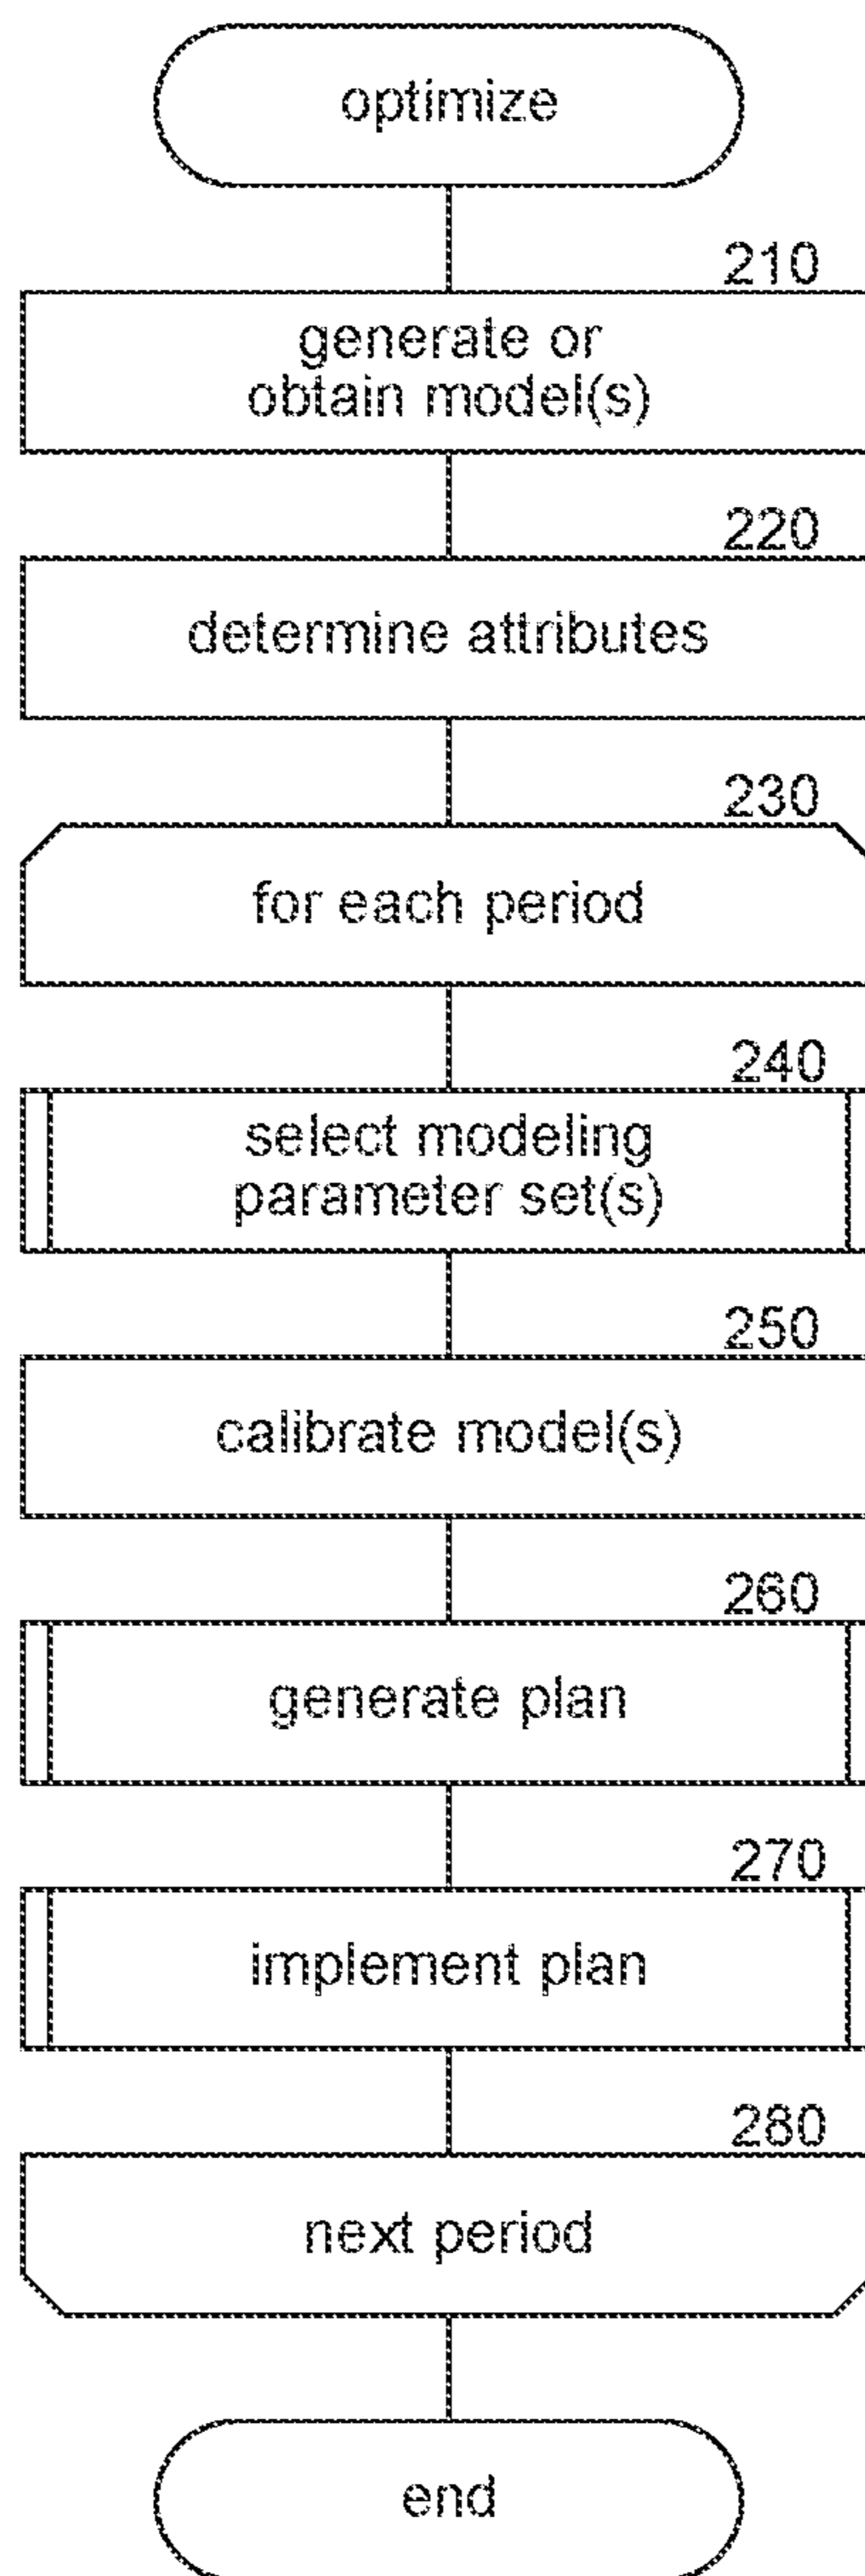 optimize
210
generate or
obtain model(s)
220
determine attributes
230
for each period
240
select modeling
parameter set(s)
250
calibrate model(s)
260
generate plan
270
implement plan
280
next period
end